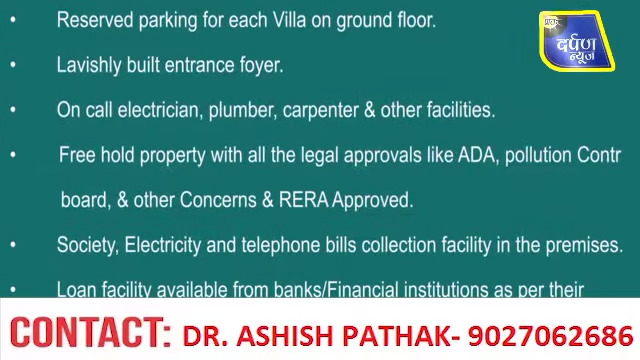 • Reserved parking for each Villa on ground floor.
• Lavishly built entrance foyer.
• On call electrician, plumber, carpenter & other facilities.
• Free hold property with all the legal approvals like ADA, pollution Contr
board, & other Concerns & RERA Approved.
• Society, Electricity and telephone bills collection facility in the premises.
• Loan facility available from banks/Financial institutions as per their
CONTACT: DR. ASHISH PATHAK- 9027062686
दर्पण
न्यूज